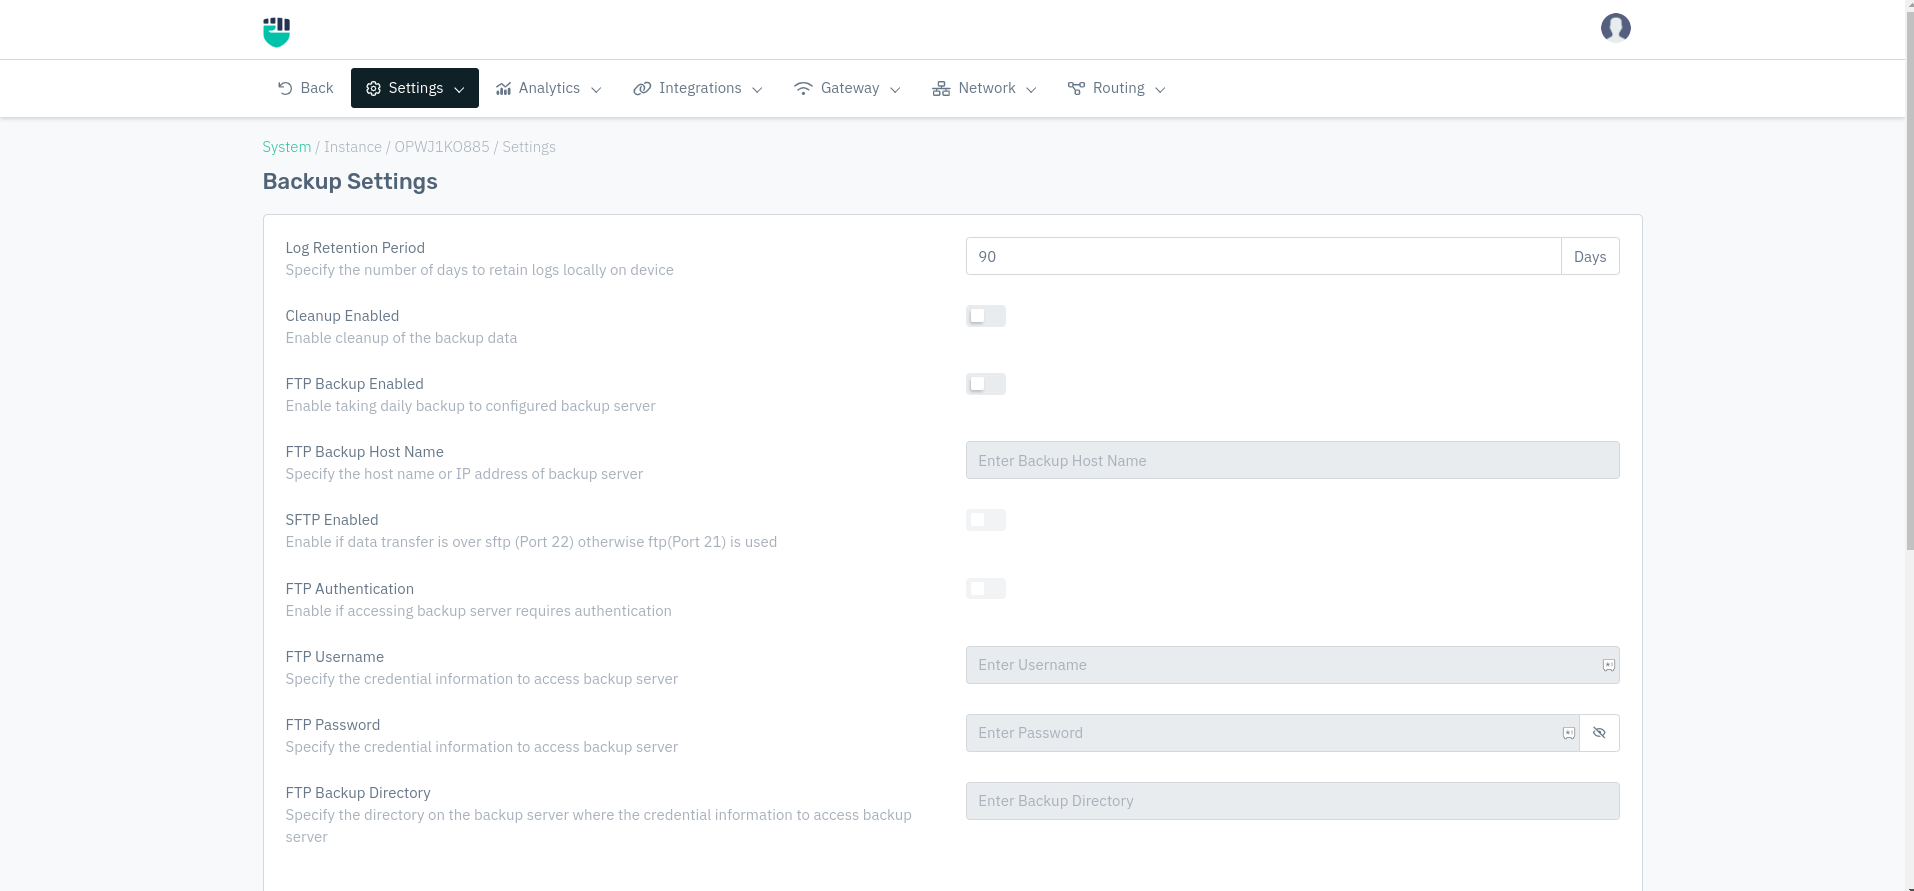 Back
Settings
Analytics
Integrations
Gateway
Network
Routing
System / Instance / OPWJ1KO885 / Settings
Backup Settings
Log Retention Period
Specify the number of days to retain logs locally on device
90
Days
Cleanup Enabled
Enable cleanup of the backup data
FTP Backup Enabled
Enable taking daily backup to configured backup server
FTP Backup Host Name
Specify the host name or IP address of backup server
Enter Backup Host Name
SFTP Enabled
Enable if data transfer is over sftp (Port 22) otherwise ftp(Port 21) is used
FTP Authentication
Enable if accessing backup server requires authentication
FTP Username
Specify the credential information to access backup server
Enter Username
FTP Password
Specify the credential information to access backup server
Enter Password
FTP Backup Directory
Specify the directory on the backup server where the credential information to access backup
server
Enter Backup Directory